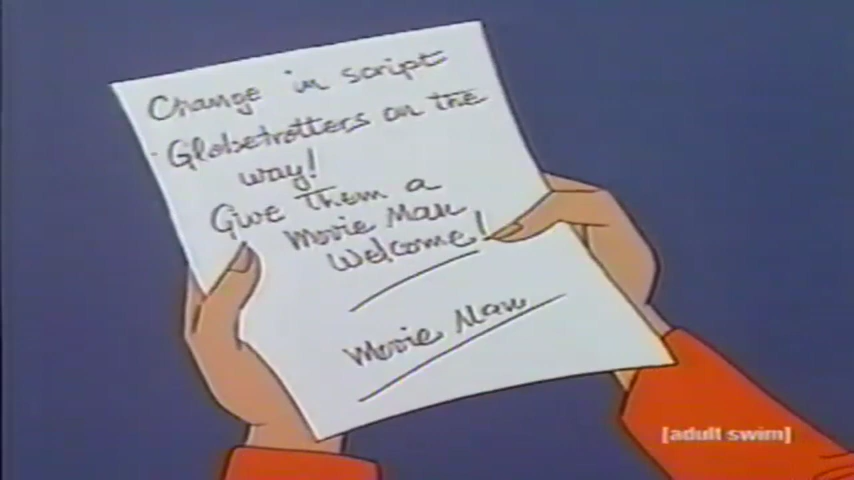 Change in script
Globetrotters on the
way!
Give them a
Movie Man
Welcome!
Movie Man
[adult swim]